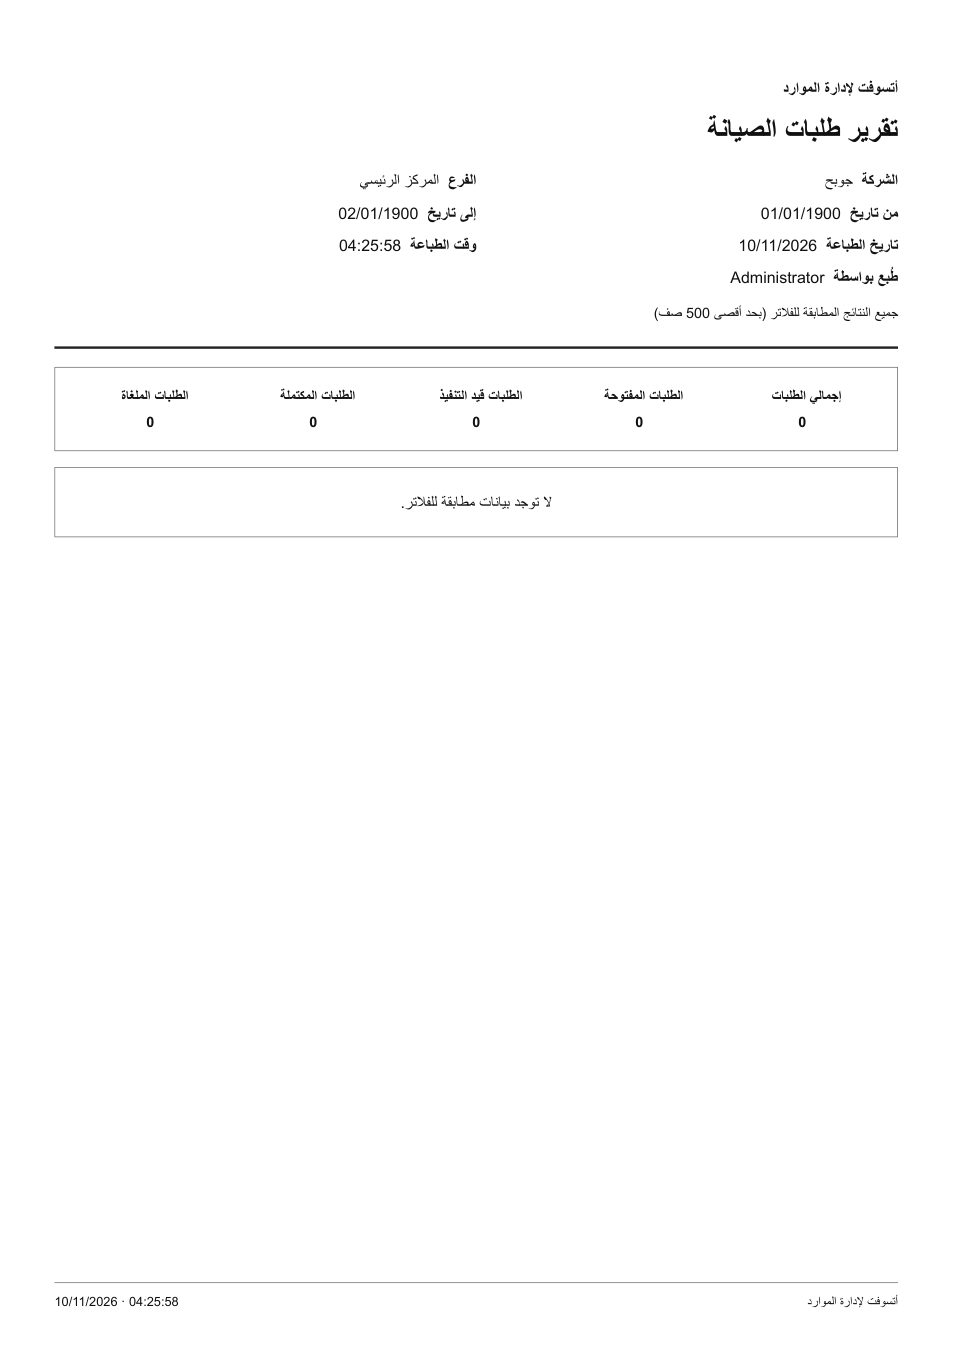 أتسوفت لإدارة الموارد
تقرير طلبات الصيانة
الشركة جوبح الفرع المركز الرئيسي
من تاريخ 01/01/1900 إلى تاريخ 02/01/1900
تاريخ الطباعة 10/11/2026 وقت الطباعة 04:25:58
طُبع بواسطة Administrator
جميع النتائج المطابقة للفلاتر (بحد أقصى 500 صف)
إجمالي الطلبات الطلبات المفتوحة الطلبات قيد التنفيذ الطلبات المكتملة الطلبات الملغاة
0 0 0 0 0
لا توجد بيانات مطابقة للفلاتر.
أتسوفت لإدارة الموارد 10/11/2026 · 04:25:58